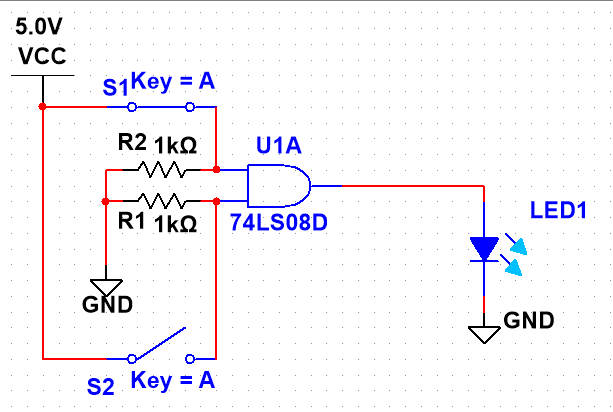 5.0V
VCC
S1 Key = A
R2 1kΩ
U1A
R1 1kΩ
74LS08D
LED1
GND
GND
S2 Key = A